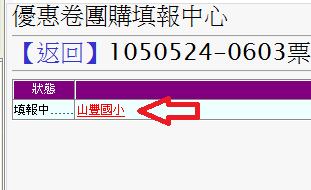 優惠卷團購填報中心
【返回】1050524-0603票
狀態
填報中......山豐國小